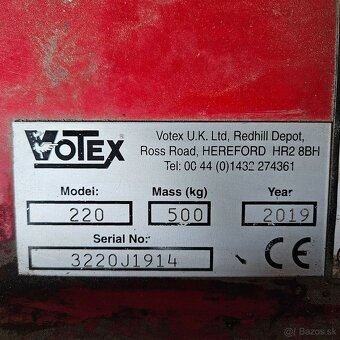 VOTEX®
Votex U.K. Ltd, Redhill Depot,
Ross Road, HEREFORD HR2 8BH
Tel: 00 44 (0)1432 274361
Model: Mass (kg) Year
220 500 2019
Serial No:
3220J1914
CE
© Bazos.sk